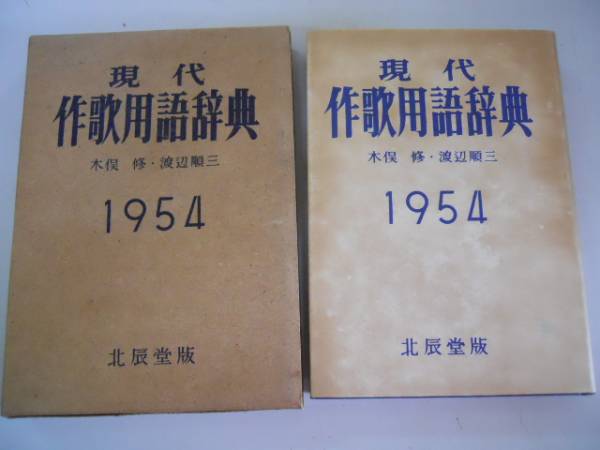 現代
作歌用語辞典
木俣 修・渡辺順三
1954
北辰堂版
現代
作歌用語辞典
木俣 修・渡辺順三
1954
北辰堂版